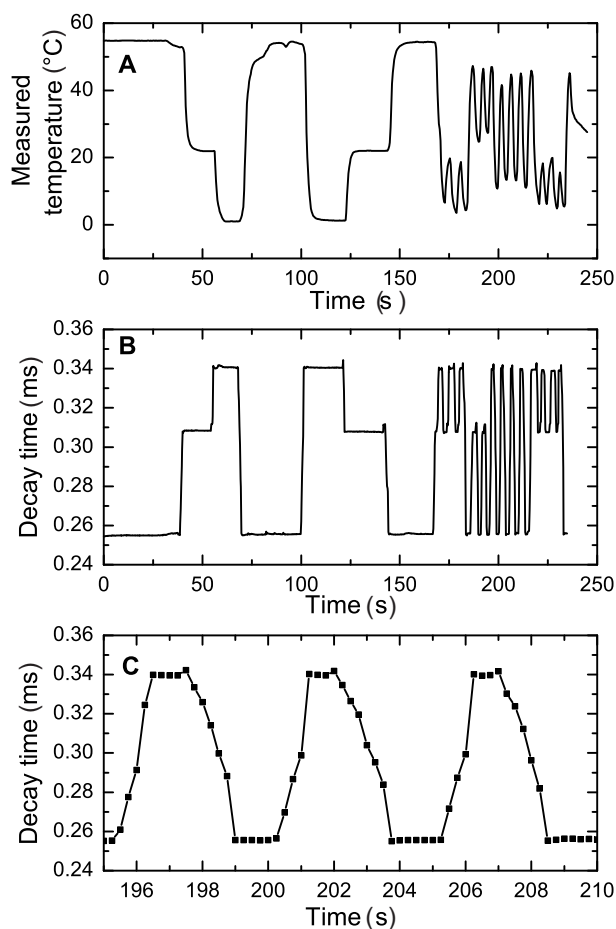 60
A
40
20
0
Measured
temperature (°C)
0 50 100 150 200 250
Time (s)
0.36
B
0.34
0.32
0.30
0.28
0.26
0.24
Decay time (ms)
0 50 100 150 200 250
Time (s)
0.36
C
0.34
0.32
0.30
0.28
0.26
0.24
Decay time (ms)
196 198 200 202 204 206 208 210
Time (s)